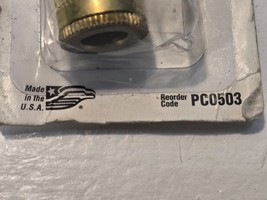 Made
in the
U.S.A.
®
Reorder
Code
PC0503